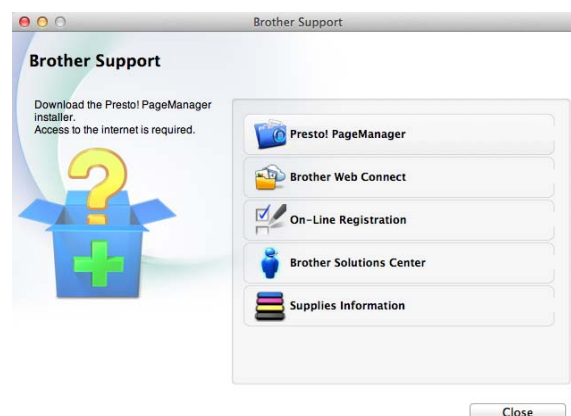 Brother Support
Brother Support
Download the Presto! PageManager
installer.
Access to the internet is required.
Presto! PageManager
Brother Web Connect
On-Line Registration
Brother Solutions Center
Supplies Information
Close